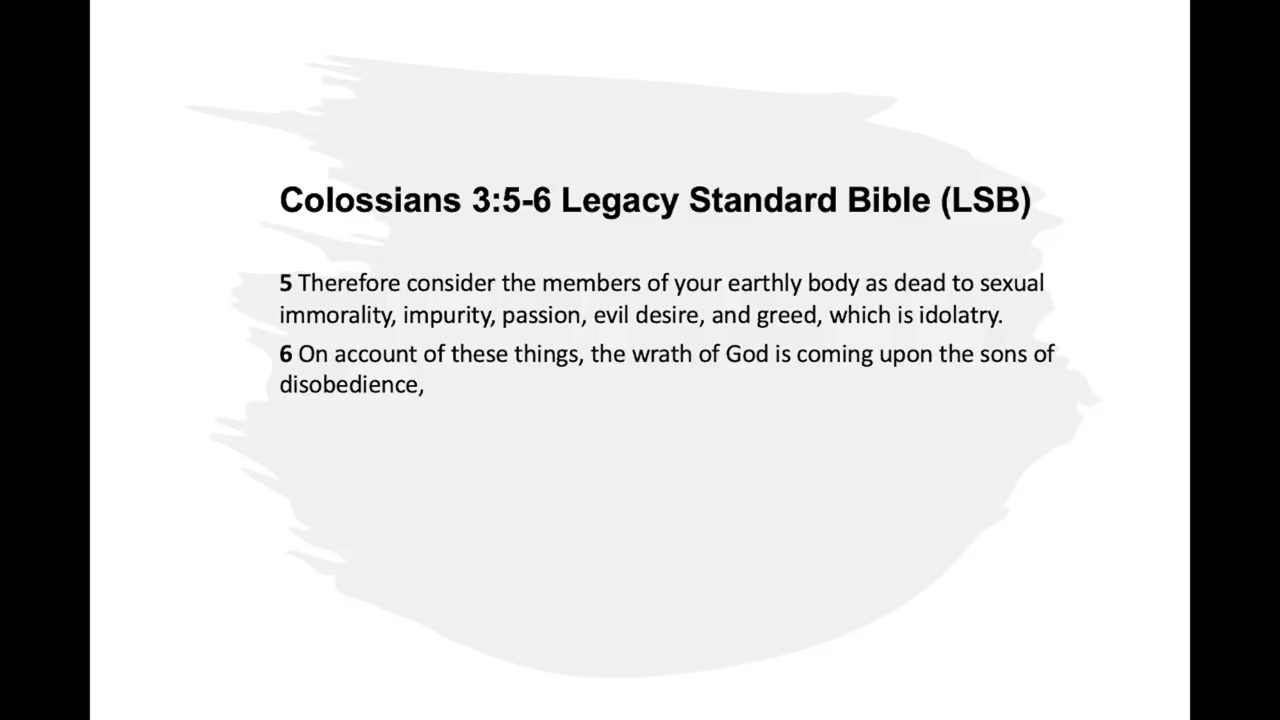 Colossians 3:5-6 Legacy Standard Bible (LSB)
5 Therefore consider the members of your earthly body as dead to sexual
immorality, impurity, passion, evil desire, and greed, which is idolatry.
6 On account of these things, the wrath of God is coming upon the sons of
disobedience,